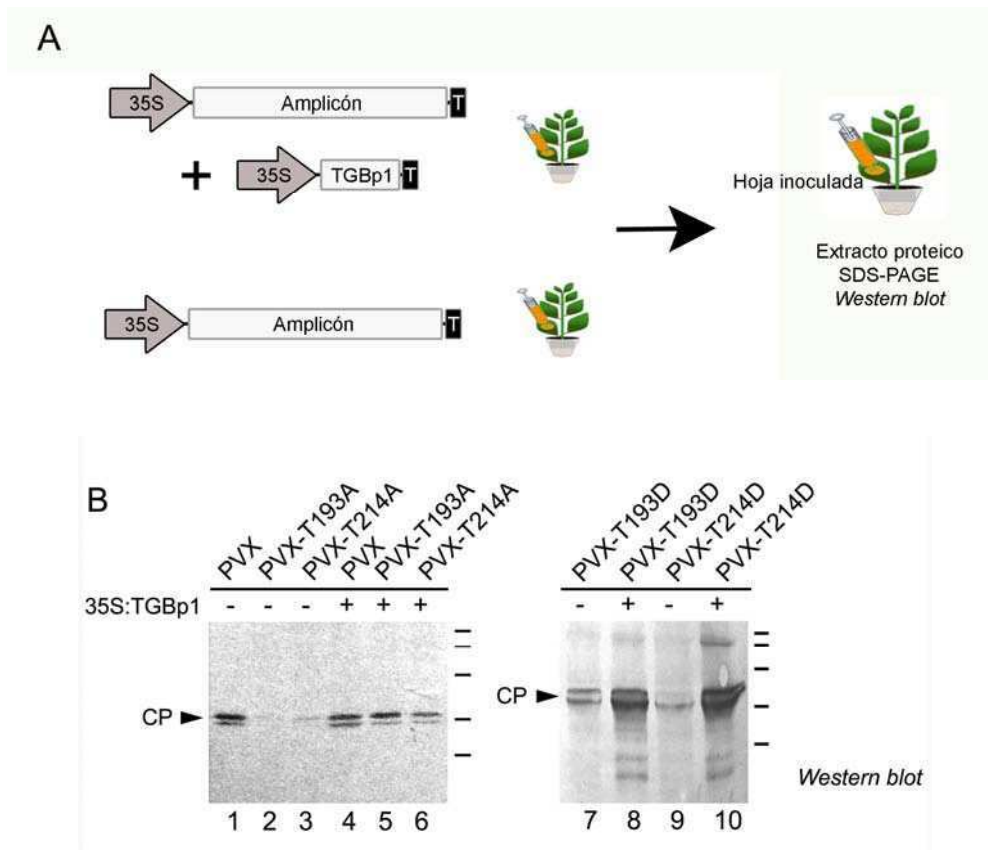 A
35S Amplicón T
+ 35S TGBp1 T
Hoja inoculada
35S Amplicón T
Extracto proteico
SDS-PAGE
Western blot
B
PVX PVX-T193A PVX-T214A PVX PVX-T193A PVX-T214A
PVX-T193D PVX-T193D PVX-T214D PVX-T214D
35S:TGBp1 - - - + + + - + - +
CP CP
Western blot
1 2 3 4 5 6 7 8 9 10